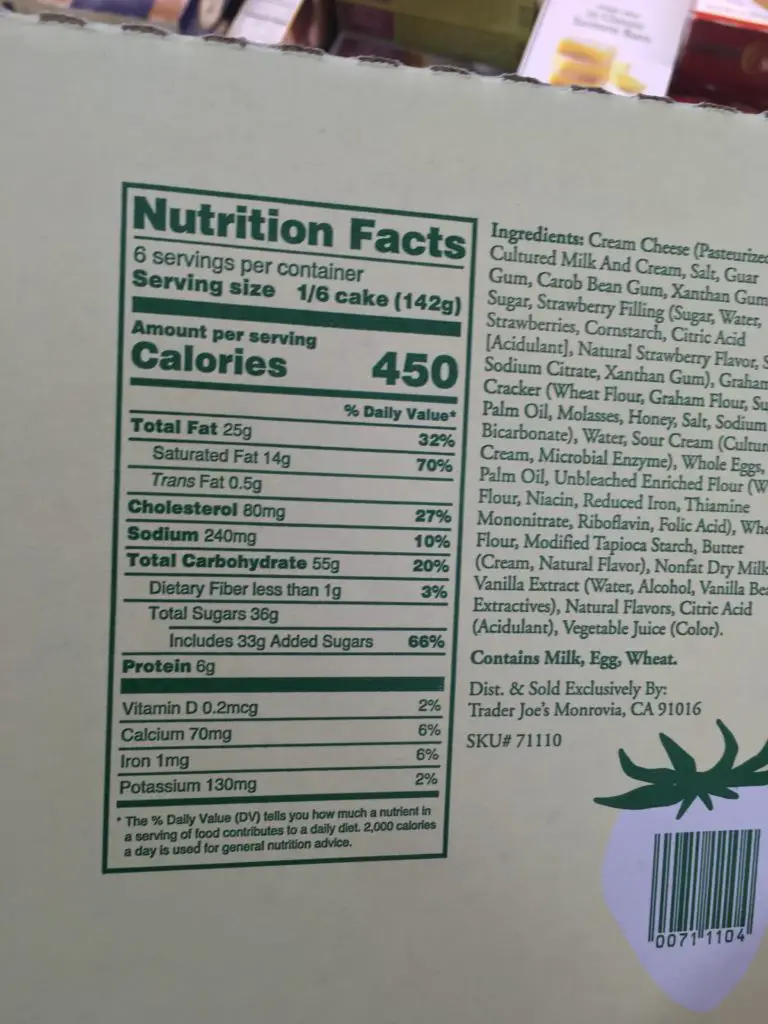 Nutrition Facts
6 servings per container
Serving size 1/6 cake (142g)
Amount per serving
Calories 450
% Daily Value*
Total Fat 25g 32%
Saturated Fat 14g 70%
Trans Fat 0.5g
Cholesterol 80mg 27%
Sodium 240mg 10%
Total Carbohydrate 55g 20%
Dietary Fiber less than 1g 3%
Total Sugars 36g
Includes 33g Added Sugars 66%
Protein 6g
Vitamin D 0.2mcg 2%
Calcium 70mg 6%
Iron 1mg 6%
Potassium 130mg 2%
* The % Daily Value (DV) tells you how much a nutrient in
a serving of food contributes to a daily diet. 2,000 calories
a day is used for general nutrition advice.
Ingredients: Cream Cheese (Pasteurized
Cultured Milk And Cream, Salt, Guar
Gum, Carob Bean Gum, Xanthan Gum
Sugar, Strawberry Filling (Sugar, Water,
Strawberries, Cornstarch, Citric Acid
[Acidulant], Natural Strawberry Flavor,
Sodium Citrate, Xanthan Gum), Graham
Cracker (Wheat Flour, Graham Flour,
Palm Oil, Molasses, Honey, Salt, Sodium
Bicarbonate), Water, Sour Cream
Cream, Microbial Enzyme), Whole Eggs,
Palm Oil, Unbleached Enriched Flour
Flour, Niacin, Reduced Iron, Thiamine
Mononitrate, Riboflavin, Folic Acid),
Flour, Modified Tapioca Starch, Butter
(Cream, Natural Flavor), Nonfat Dry Milk
Vanilla Extract (Water, Alcohol, Vanilla
Extractives), Natural Flavors, Citric Acid
(Acidulant), Vegetable Juice (Color).
Contains Milk, Egg, Wheat.
Dist. & Sold Exclusively By:
Trader Joe's Monrovia, CA 91016
SKU# 71110
0071 1104